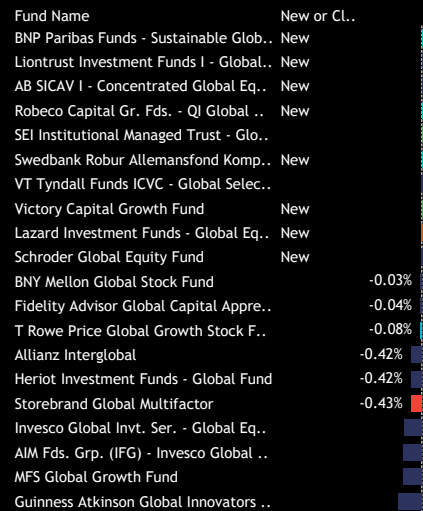 Fund Name New or Cl..
BNP Paribas Funds - Sustainable Glob.. New
Liontrust Investment Funds I - Global.. New
AB SICAV I - Concentrated Global Eq.. New
Robeco Capital Gr. Fds. - QI Global .. New
SEI Institutional Managed Trust - Glo..
Swedbank Robur Allemansfond Komp.. New
VT Tyndall Funds ICVC - Global Selec..
Victory Capital Growth Fund New
Lazard Investment Funds - Global Eq.. New
Schroder Global Equity Fund New
BNY Mellon Global Stock Fund -0.03%
Fidelity Advisor Global Capital Appre.. -0.04%
T Rowe Price Global Growth Stock F.. -0.08%
Allianz Interglobal -0.42%
Heriot Investment Funds - Global Fund -0.42%
Storebrand Global Multifactor -0.43%
Invesco Global Invt. Ser. - Global Eq..
AIM Fds. Grp. (IFG) - Invesco Global ..
MFS Global Growth Fund
Guinness Atkinson Global Innovators ..